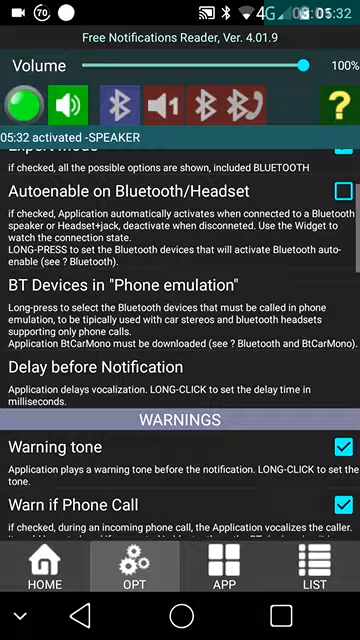 70
4G
05:32
Free Notifications Reader, Ver. 4.01.9
Volume
100%
1
?
05:32 activated -SPEAKER
Expert Mode
if checked, all the possible options are shown, included BLUETOOTH
Autoenable on Bluetooth/Headset
if checked, Application automatically activates when connected to a Bluetooth
speaker or Headset+jack, deactivate when disconneted. Use the Widget to
watch the connection state.
LONG-PRESS to set the Bluetooth devices that will activate Bluetooth auto-
enable (see ? Bluetooth).
BT Devices in "Phone emulation"
Long-press to select the Bluetooth devices that must be called in phone
emulation, to be tipically used with car stereos and bluetooth headsets
supporting only phone calls.
Application BtCarMono must be downloaded (see ? Bluetooth and BtCarMono).
Delay before Notification
Application delays vocalization. LONG-CLICK to set the delay time in
milliseconds.
WARNINGS
Warning tone
Application plays a warning tone before the notification. LONG-CLICK to set the
tone.
Warn if Phone Call
if checked, during an incoming phone call, the Application vocalizes the caller.
HOME
OPT
APP
LIST